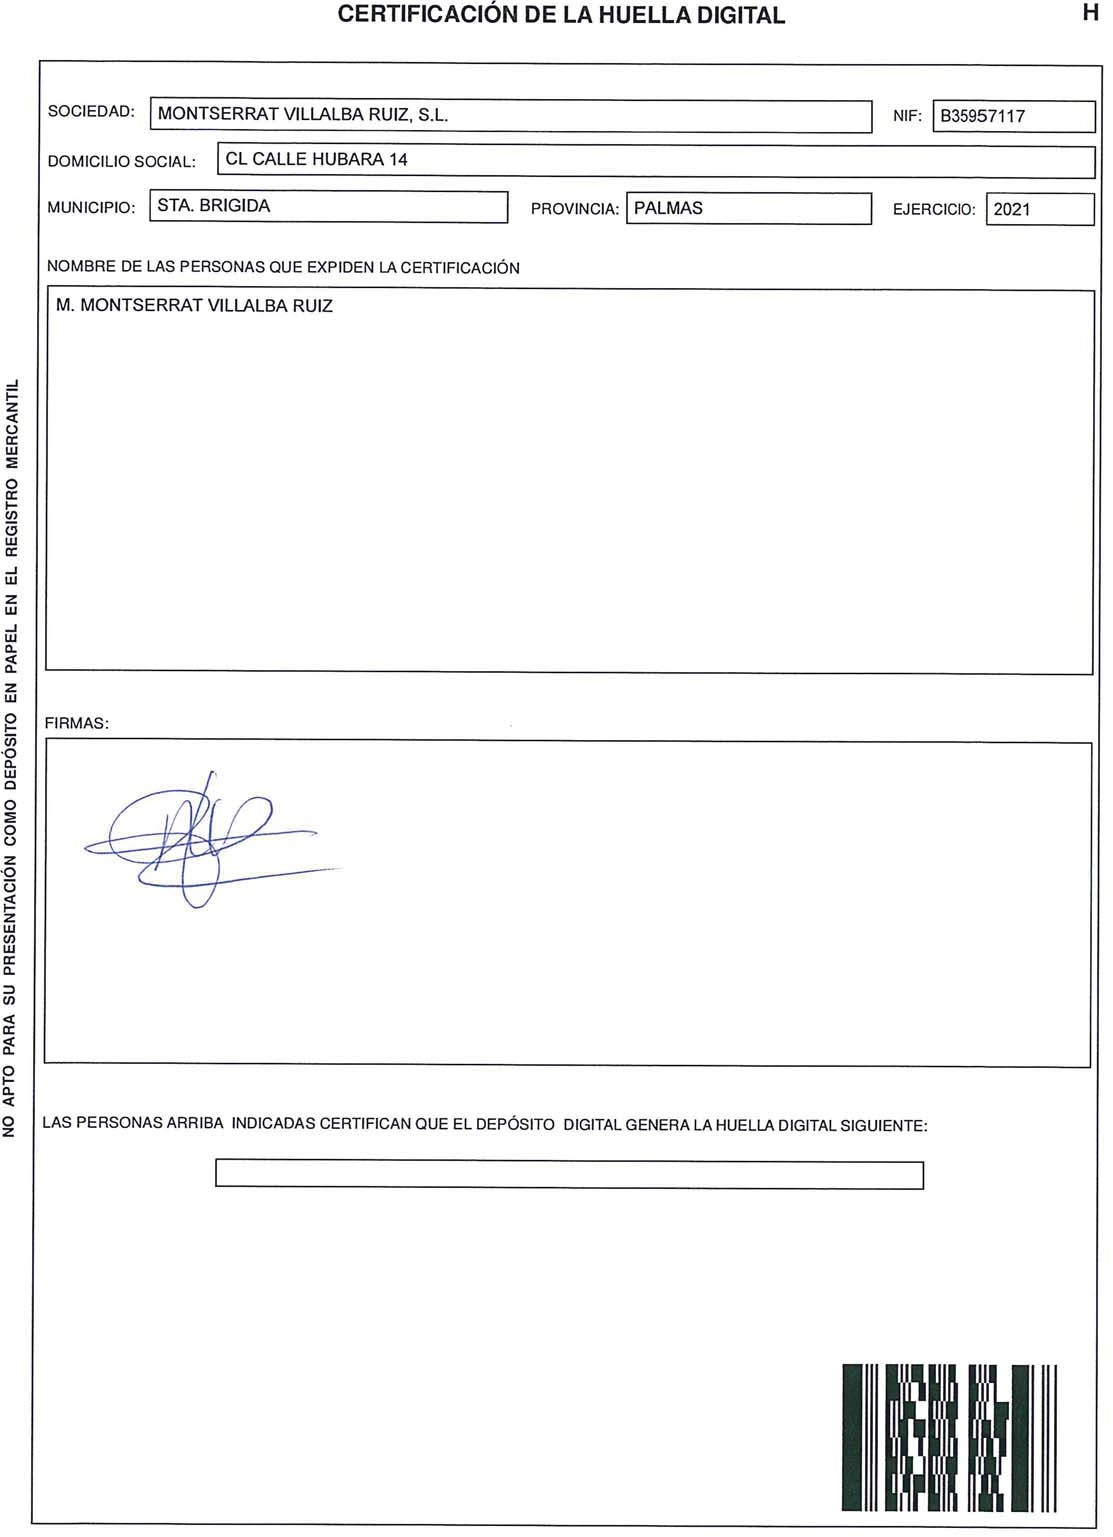 CERTIFICACIÓN DE LA HUELLA DIGITAL
H
SOCIEDAD: MONTSERRAT VILLALBA RUIZ, S.L. NIF: B35957117
DOMICILIO SOCIAL: CL CALLE HUBARA 14
MUNICIPIO: STA. BRIGIDA PROVINCIA: PALMAS EJERCICIO: 2021
NOMBRE DE LAS PERSONAS QUE EXPIDEN LA CERTIFICACIÓN
M. MONTSERRAT VILLALBA RUIZ
NO APTO PARA SU PRESENTACIÓN COMO DEPÓSITO EN PAPEL EN EL REGISTRO MERCANTIL
FIRMAS:
LAS PERSONAS ARRIBA INDICADAS CERTIFICAN QUE EL DEPÓSITO DIGITAL GENERA LA HUELLA DIGITAL SIGUIENTE: